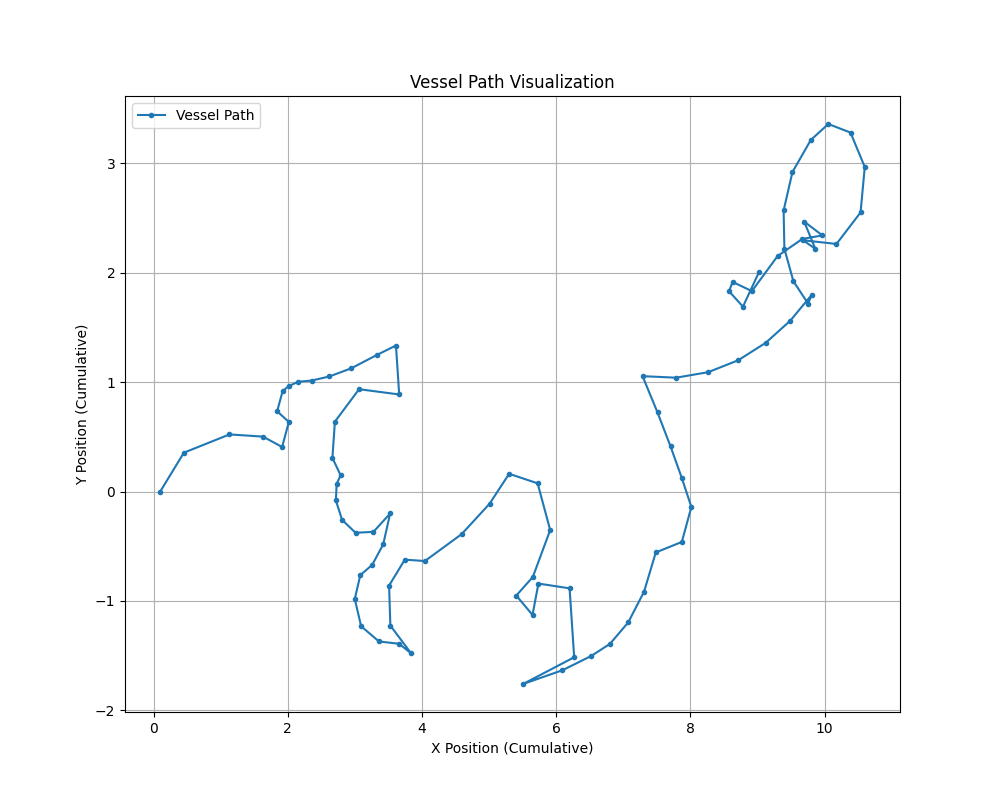 Vessel Path Visualization
Vessel Path
Y Position (Cumulative)
3
2
1
0
−1
−2
0 2 4 6 8 10
X Position (Cumulative)